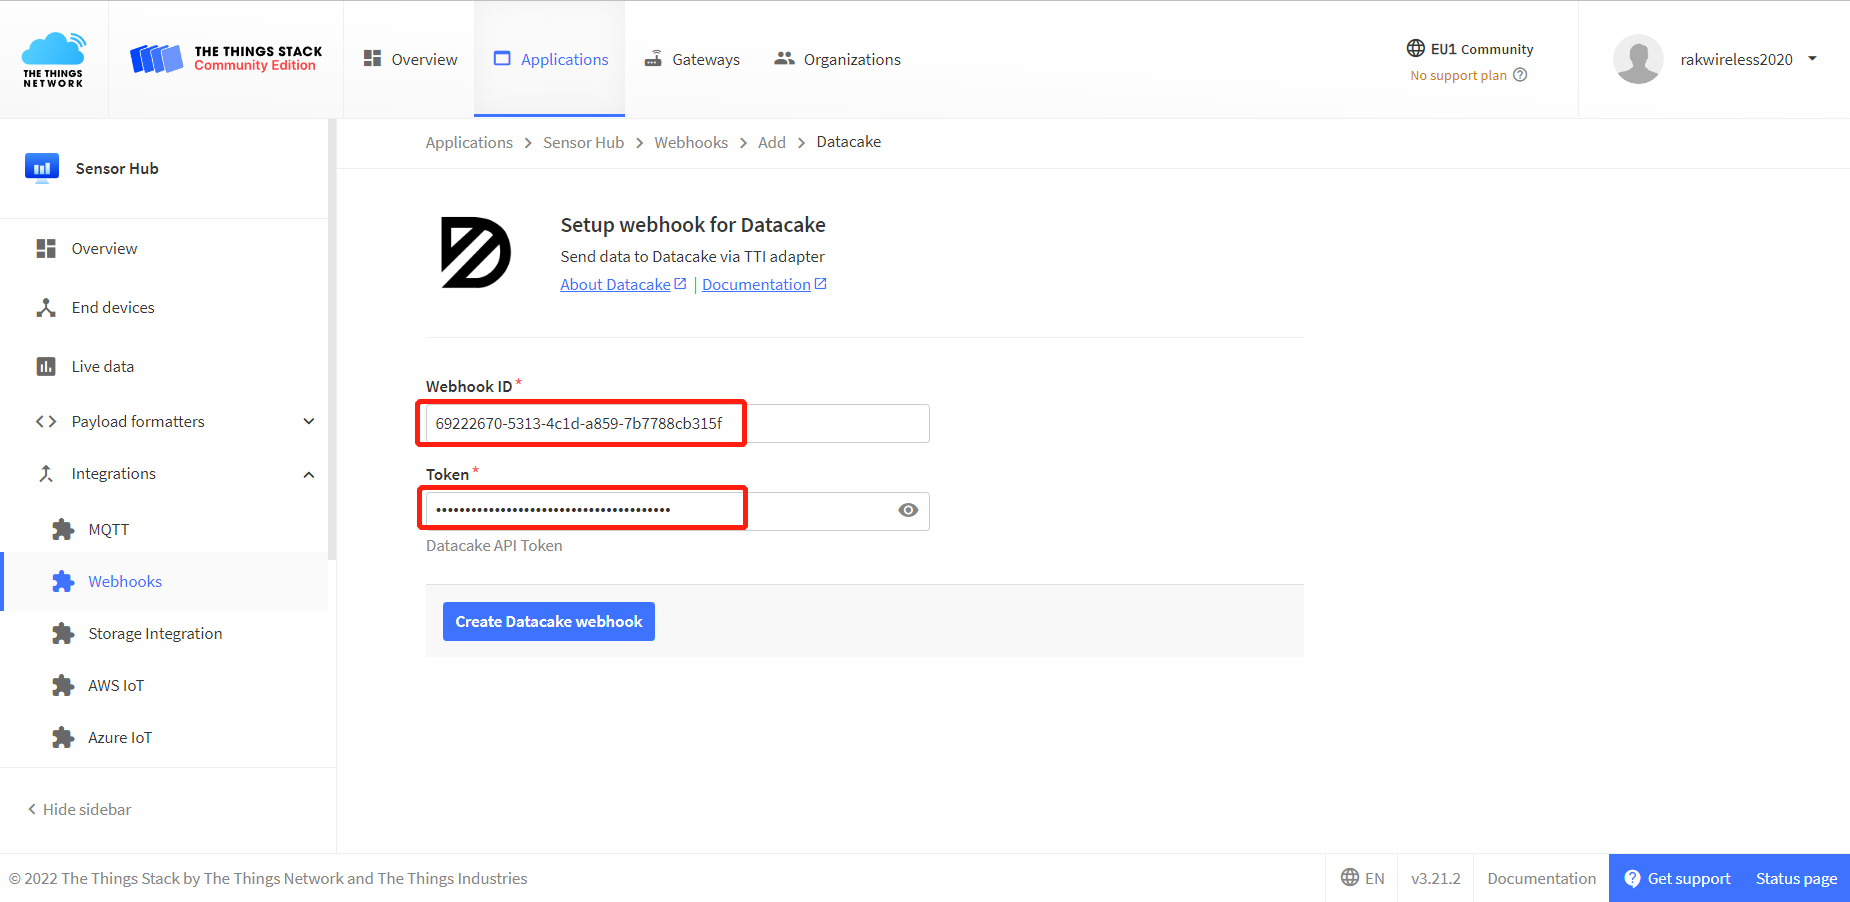 THE THINGS
NETWORK
THE THINGS STACK
Community Edition
Overview
Applications
Gateways
Organizations
EU1 Community
No support plan
rakwireless2020
Sensor Hub
Overview
End devices
Live data
Payload formatters
Integrations
MQTT
Webhooks
Storage Integration
AWS IoT
Azure IoT
Hide sidebar
Applications > Sensor Hub > Webhooks > Add > Datacake
Setup webhook for Datacake
Send data to Datacake via TTI adapter
About Datacake | Documentation
Webhook ID *
69222670-5313-4c1d-a859-7b7788cb315f
Token *
••••••••••••••••••••••••••••••••••••••••
Datacake API Token
Create Datacake webhook
© 2022 The Things Stack by The Things Network and The Things Industries
EN
v3.21.2
Documentation
Get support
Status page